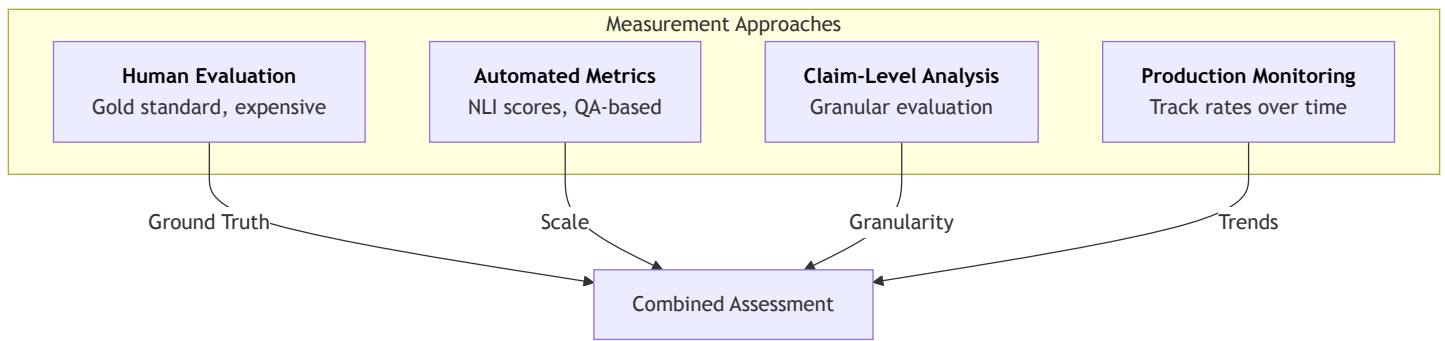 Measurement Approaches
Human Evaluation
Gold standard, expensive
Automated Metrics
NLI scores, QA-based
Claim-Level Analysis
Granular evaluation
Production Monitoring
Track rates over time
Ground Truth
Scale
Granularity
Trends
Combined Assessment